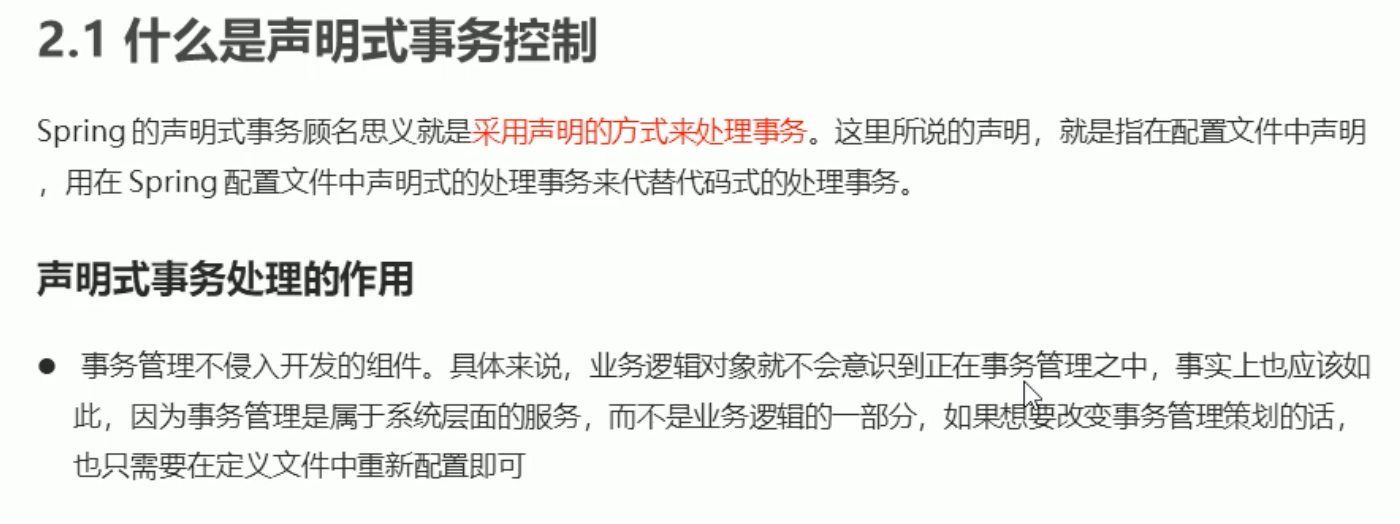 2.1 什么是声明式事务控制
Spring 的声明式事务顾名思义就是采用声明的方式来处理事务。这里所说的声明，就是指在配置文件中声明
，用在 Spring 配置文件中声明式的处理事务来代替代码式的处理事务。
声明式事务处理的作用
● 事务管理不侵入开发的组件。具体来说，业务逻辑对象就不会意识到正在事务管理之中，事实上也应该如
此，因为事务管理是属于系统层面的服务，而不是业务逻辑的一部分，如果想要改变事务管理策划的话，
也只需要在定义文件中重新配置即可